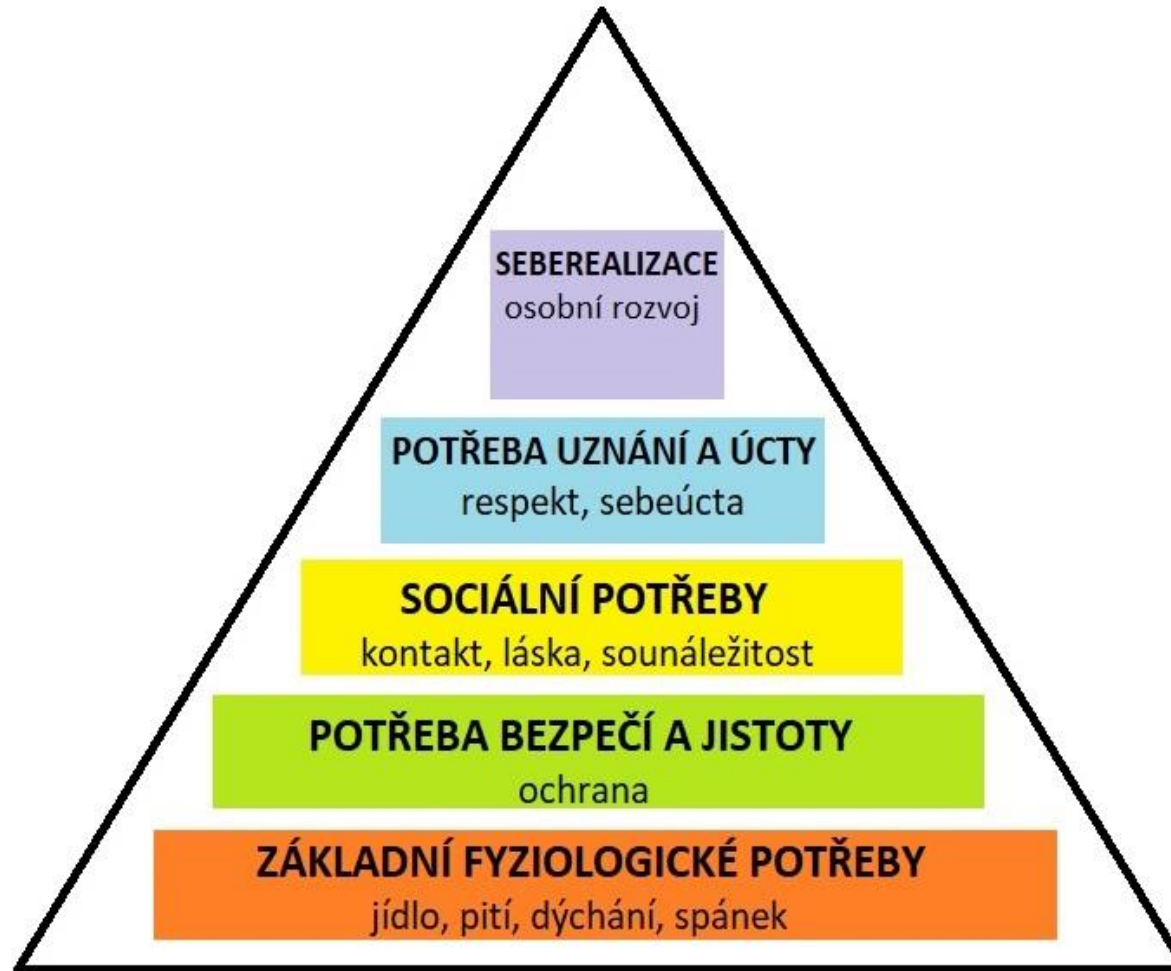 SEBEREALIZACE
osobní rozvoj
POTŘEBA UZNÁNÍ A ÚCTY
respekt, sebeúcta
SOCIÁLNÍ POTŘEBY
kontakt, láska, sounáležitost
POTŘEBA BEZPEČÍ A JISTOTY
ochrana
ZÁKLADNÍ FYZIOLOGICKÉ POTŘEBY
jídlo, pití, dýchání, spánek